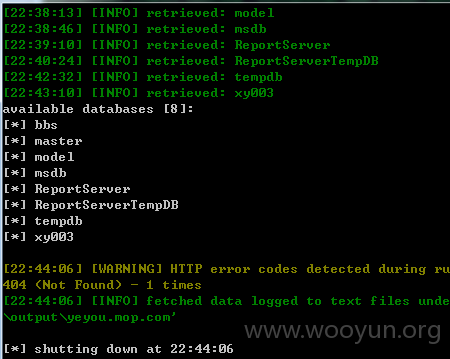 [22:38:13] [INFO] retrieved: model
[22:38:46] [INFO] retrieved: msdb
[22:39:10] [INFO] retrieved: ReportServer
[22:40:24] [INFO] retrieved: ReportServerTempDB
[22:42:32] [INFO] retrieved: tempdb
[22:43:10] [INFO] retrieved: xy003
available databases [8]:
[*] bbs
[*] master
[*] model
[*] msdb
[*] ReportServer
[*] ReportServerTempDB
[*] tempdb
[*] xy003
[22:44:06] [WARNING] HTTP error codes detected during ru
404 (Not Found) - 1 times
[22:44:06] [INFO] fetched data logged to text files unde
\output\yeyou.mop.com'
www.wooyun.org
[*] shutting down at 22:44:06